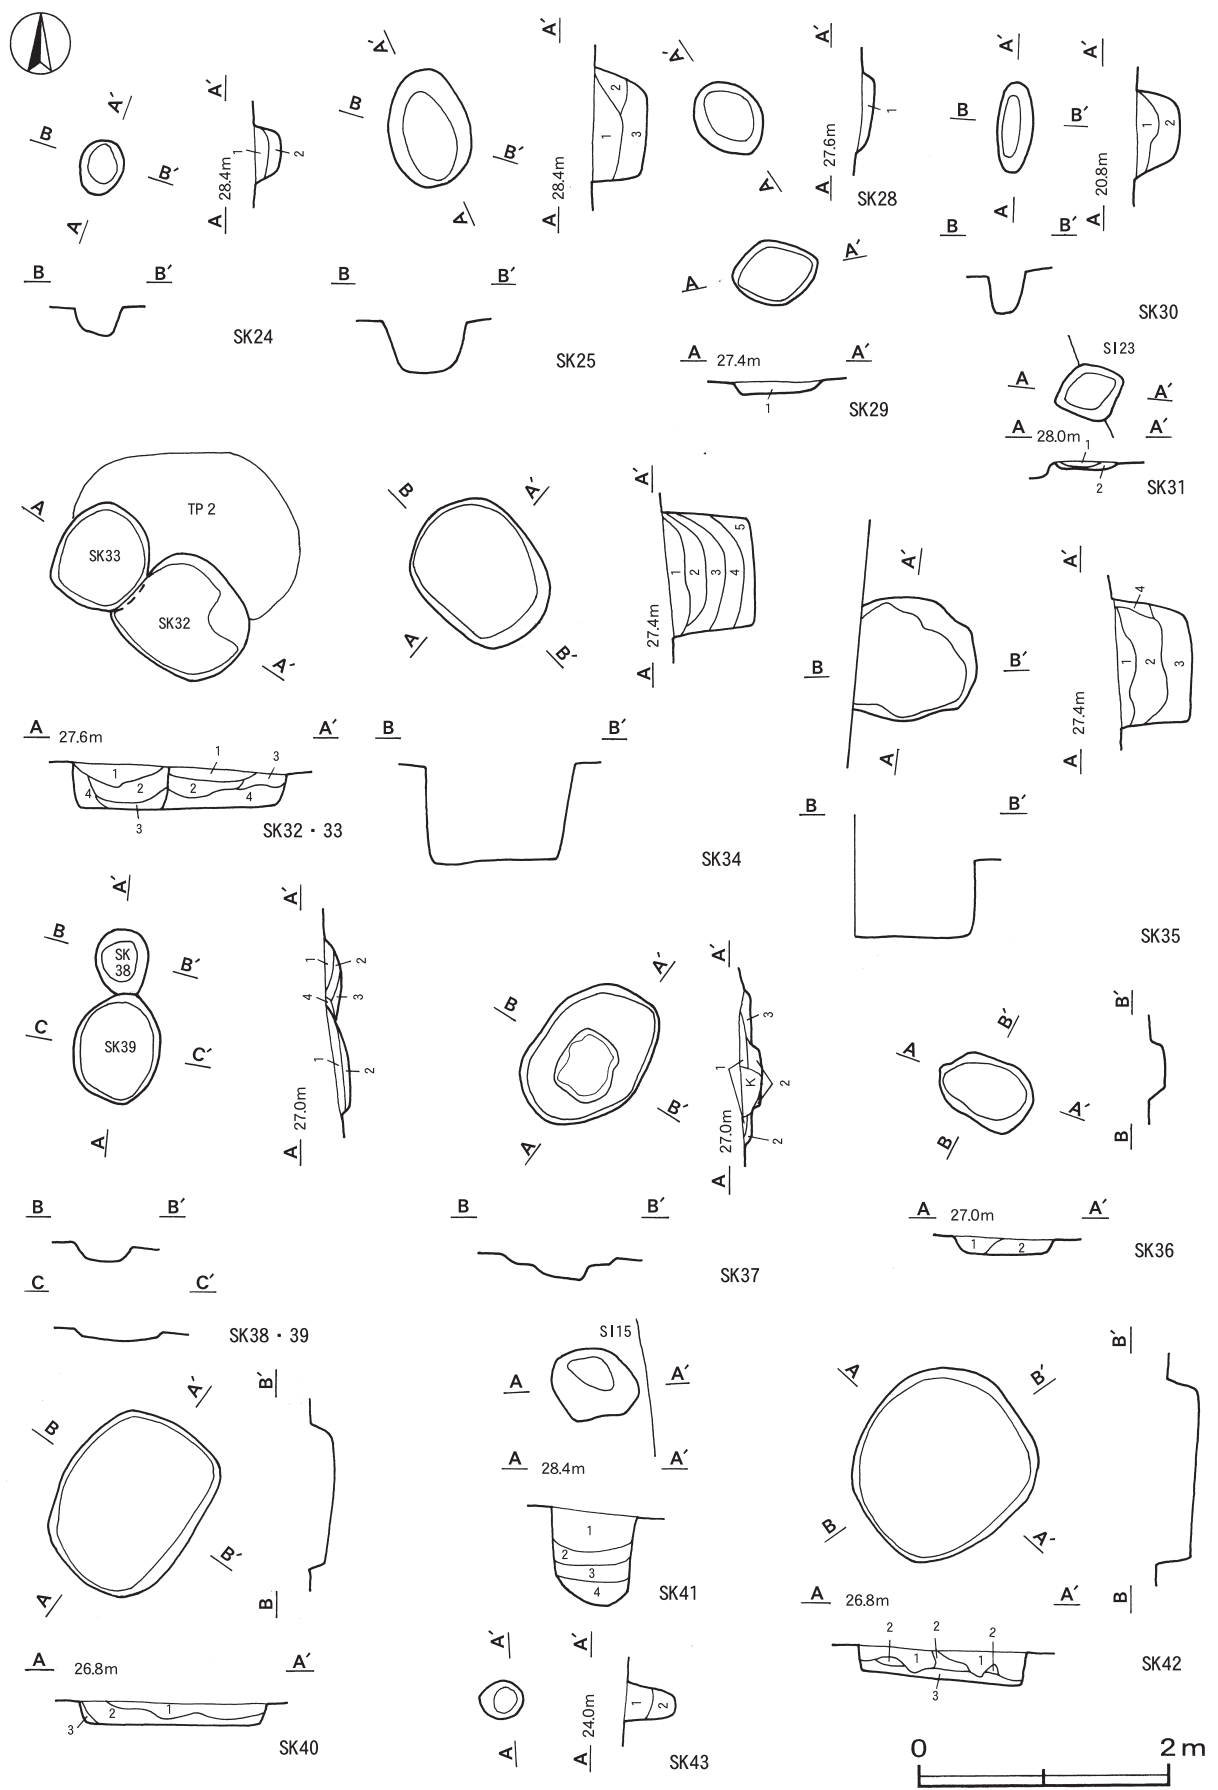 A′
B
B′
A
A′
28.4m
A
1
2
B
B′
SK24
A′
B
B′
A
A′
28.4m
A
1
2
3
B
B′
SK25
A′
A
A′
27.6m
A
1
SK28
A
A′
A
27.4m
A′
1
SK29
A′
B
B′
A
A′
20.8m
A
1
2
B
B′
SK30
SI23
A
A′
A
28.0m
A′
1
2
SK31
TP 2
A
SK33
SK32
A′
A
27.6m
A′
1
2
3
4
1
2
3
4
SK32・33
B
A′
A
B′
A′
27.4m
A
1
2
3
4
5
B
B′
SK34
A′
B
B′
A
A′
27.4m
A
1
2
3
4
B
B′
SK35
A′
B
SK
38
B′
C
SK39
C′
A
A′
27.0m
A
1
2
3
4
1
2
B
B′
C
C′
SK38・39
A′
B
B′
A
A′
27.0m
A
1
2
3
K
2
B
B′
SK37
B′
A
A′
B
B′
B
A
27.0m
A′
1
2
SK36
A′
B
B′
A
B′
B
A
26.8m
A′
1
2
3
SK40
SI15
A
A′
A
28.4m
A′
1
2
3
4
SK41
A
B′
B
A′
B′
B
A
26.8m
A′
2
2
2
1
1
3
SK42
A′
A
A′
24.0m
A
1
2
SK43
0
2 m